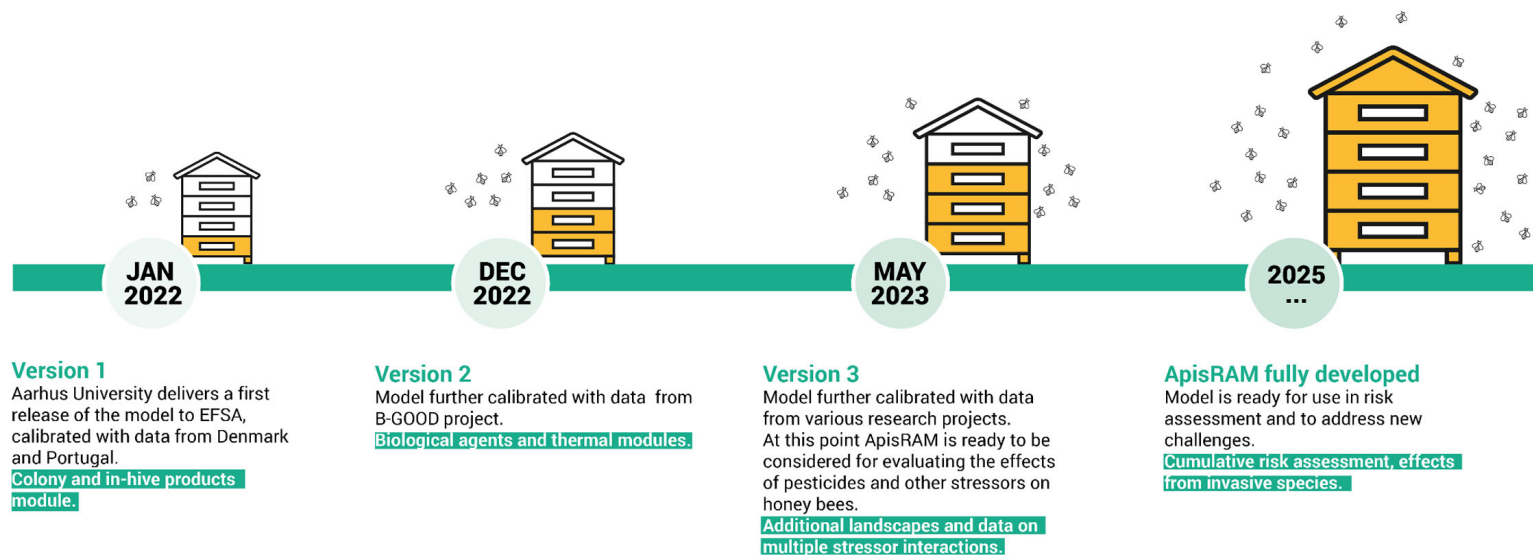 JAN
2022
DEC
2022
MAY
2023
2025
...
Version 1
Aarhus University delivers a first
release of the model to EFSA,
calibrated with data from Denmark
and Portugal.
Colony and in-hive products
module.
Version 2
Model further calibrated with data from
B-GOOD project.
Biological agents and thermal modules.
Version 3
Model further calibrated with data
from various research projects.
At this point ApisRAM is ready to be
considered for evaluating the effects
of pesticides and other stressors on
honey bees.
Additional landscapes and data on
multiple stressor interactions.
ApisRAM fully developed
Model is ready for use in risk
assessment and to address new
challenges.
Cumulative risk assessment, effects
from invasive species.